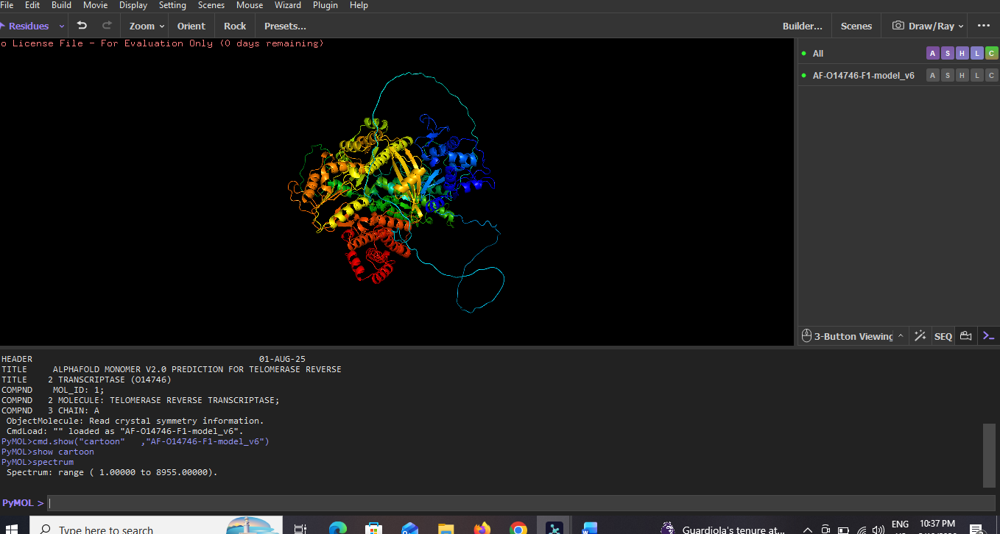 File Edit Build Movie Display Setting Scenes Mouse Wizard Plugin Help
Residues Zoom Orient Rock Presets... Builder... Scenes Draw/Ray
o License File - For Evaluation Only (0 days remaining)
All A S H L C
AF-O14746-F1-model_v6 A S H L C
3-Button Viewing SEQ
HEADER 01-AUG-25
TITLE ALPHAFOLD MONOMER V2.0 PREDICTION FOR TELOMERASE REVERSE
TITLE 2 TRANSCRIPTASE (O14746)
COMPND MOL_ID: 1;
COMPND 2 MOLECULE: TELOMERASE REVERSE TRANSCRIPTASE;
COMPND 3 CHAIN: A
ObjectMolecule: Read crystal symmetry information.
CmdLoad: "" loaded as "AF-O14746-F1-model_v6".
PyMOL>cmd.show("cartoon" ,"AF-O14746-F1-model_v6")
PyMOL>show cartoon
PyMOL>spectrum
Spectrum: range ( 1.00000 to 8955.00000).
PyMOL >
Type here to search Guardiola's tenure at... ENG 10:37 PM